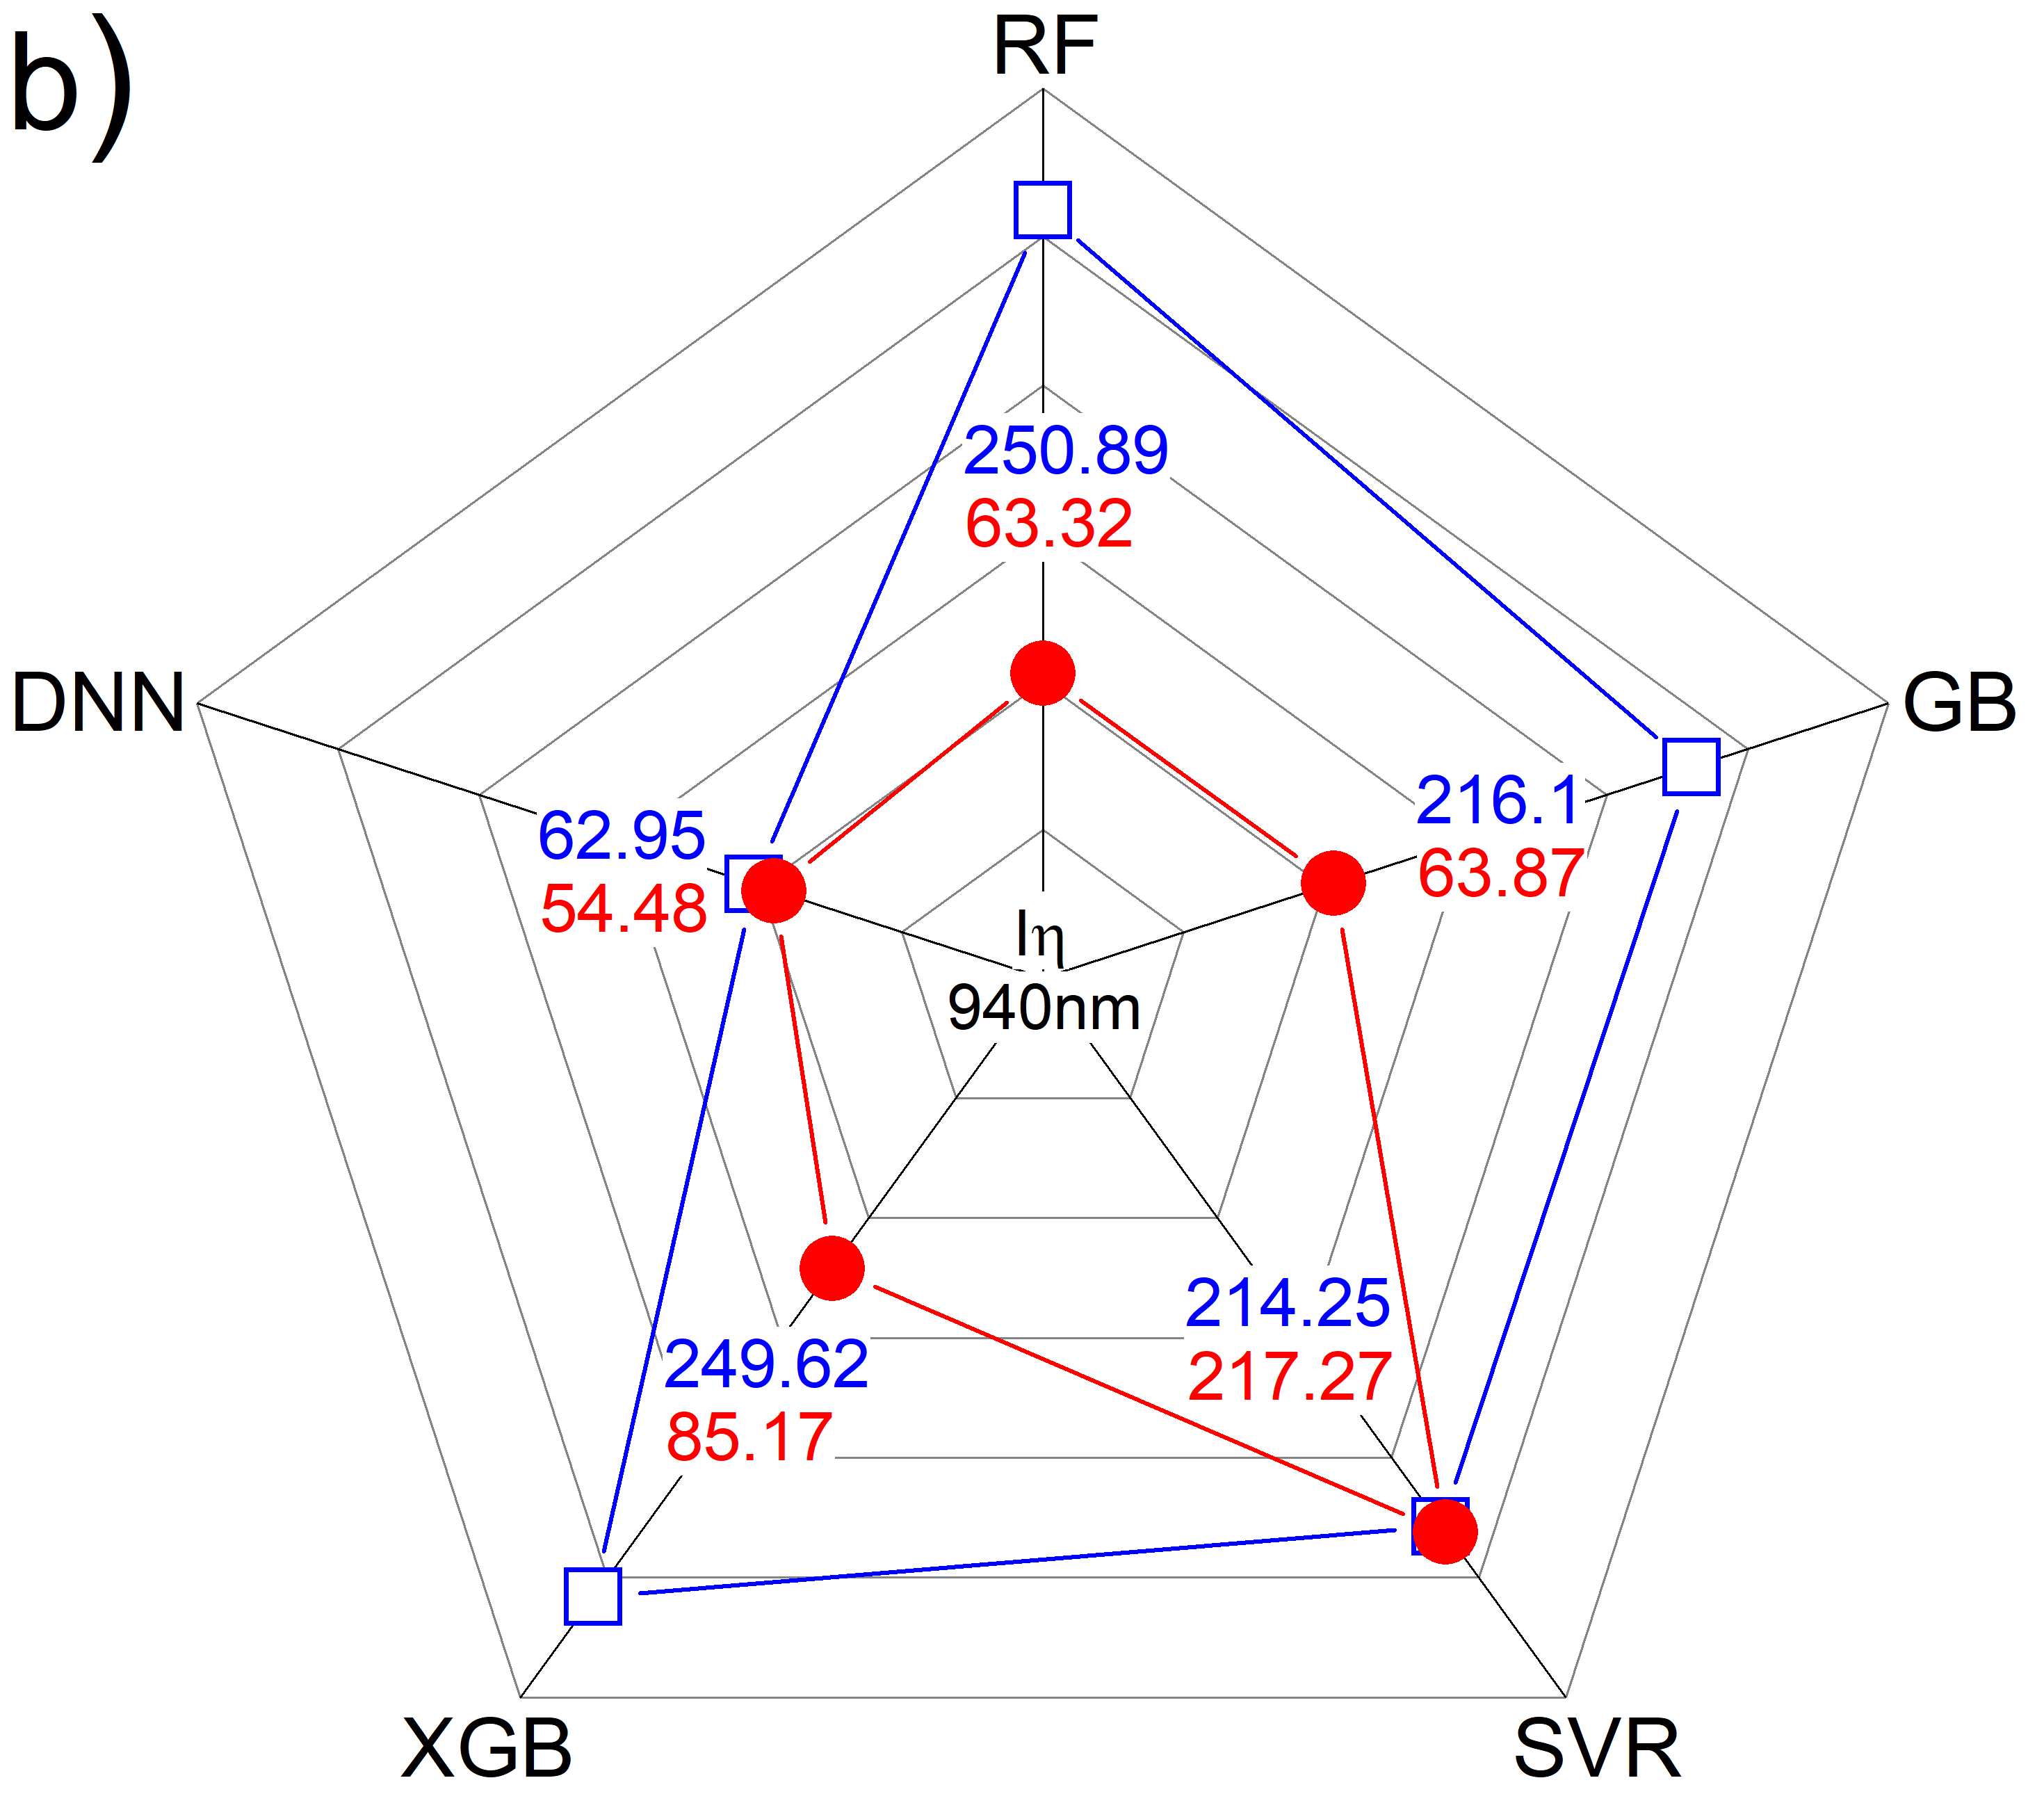 b)
RF
250.89
63.32
DNN
GB
62.95
54.48
216.1
63.87
Iη
940nm
249.62
85.17
214.25
217.27
XGB
SVR